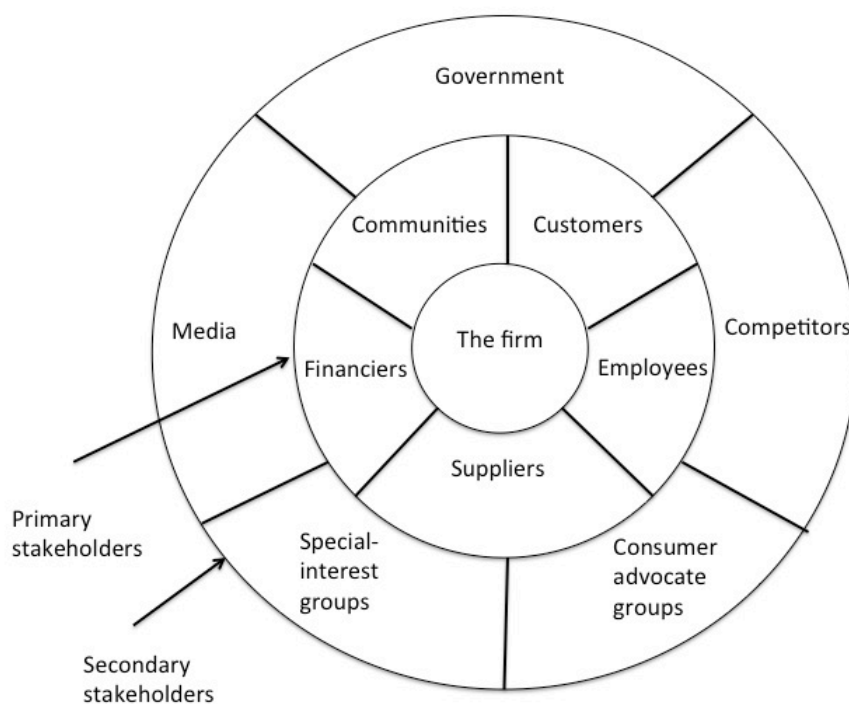 Government
Communities
Customers
Media
The firm
Competitors
Financiers
Employees
Suppliers
Primary
stakeholders
Special-
interest
groups
Consumer
advocate
groups
Secondary
stakeholders